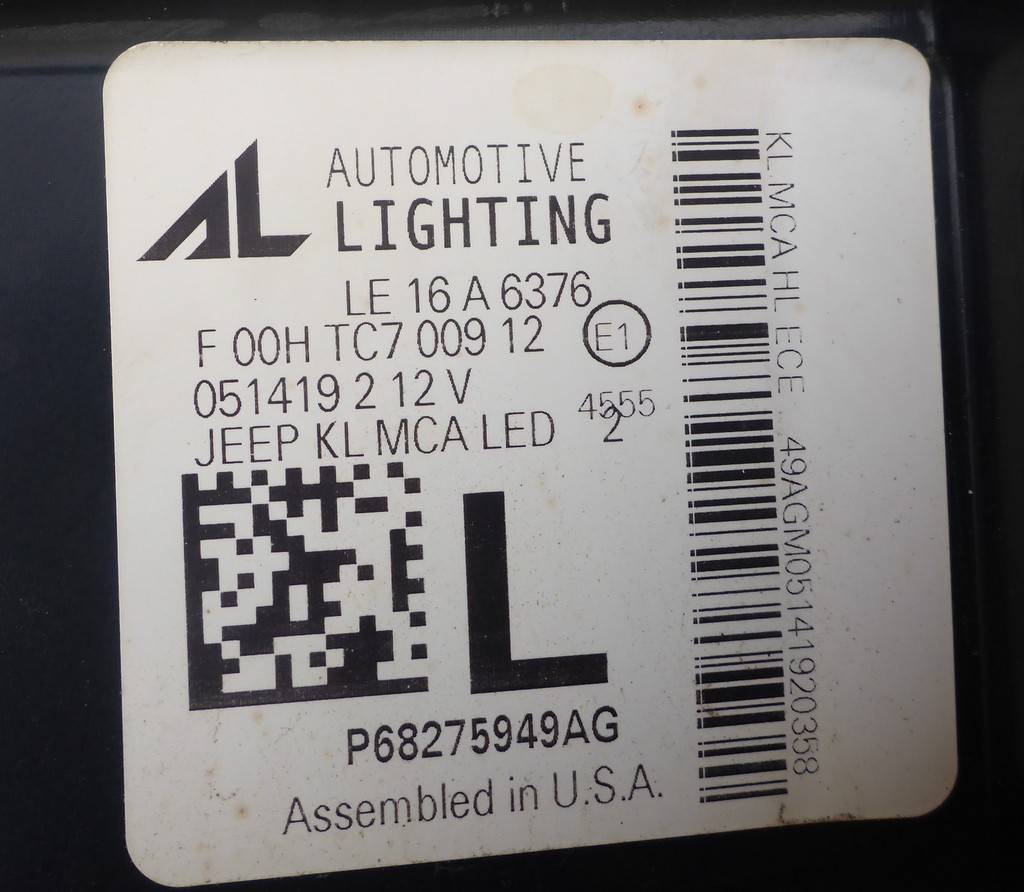 AL
AUTOMOTIVE
LIGHTING
LE 16 A 6376
F 00H TC7 009 12
E1
051419 2 12 V
4555
JEEP KL MCA LED
2
L
P68275949AG
Assembled in U.S.A.
KL MCA HL ECE 49AGM05141920358